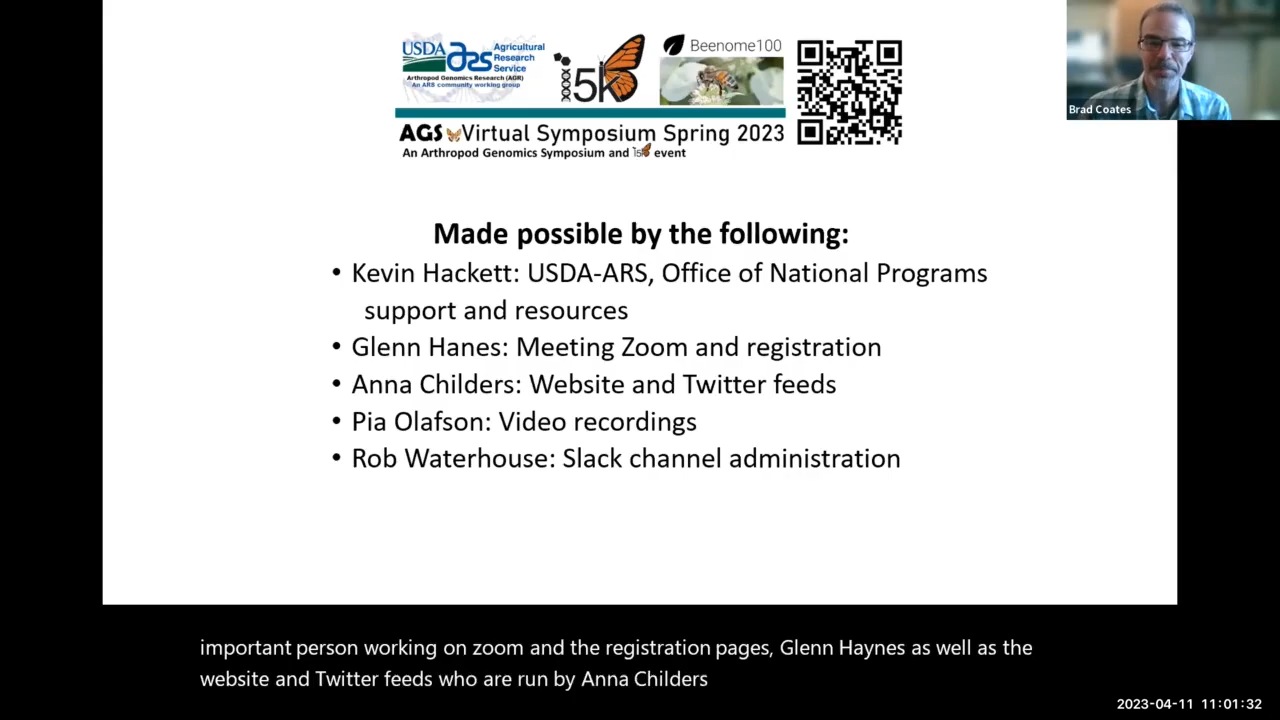 USDA ars Agricultural
Research
Service
Arthropod Genomics Research (AGR)
An ARS community working group
i5k
Beenome100
AGS Virtual Symposium Spring 2023
An Arthropod Genomics Symposium and i5k event
Brad Coates
Made possible by the following:
• Kevin Hackett: USDA-ARS, Office of National Programs
support and resources
• Glenn Hanes: Meeting Zoom and registration
• Anna Childers: Website and Twitter feeds
• Pia Olafson: Video recordings
• Rob Waterhouse: Slack channel administration
important person working on zoom and the registration pages, Glenn Haynes as well as the
website and Twitter feeds who are run by Anna Childers
2023-04-11 11:01:32